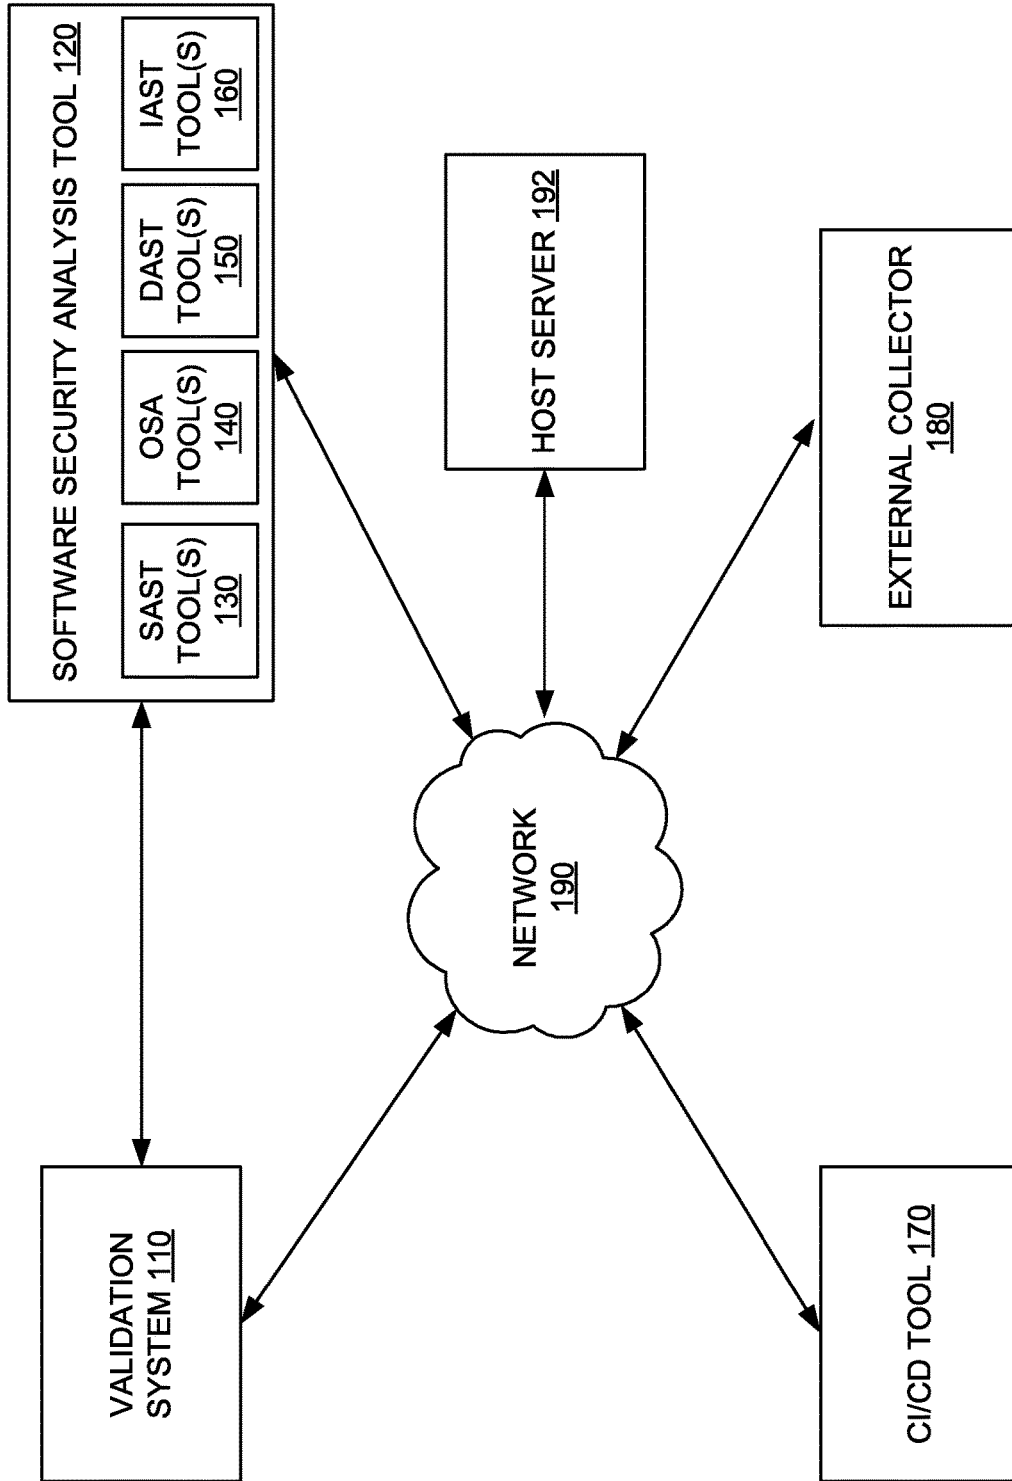 SOFTWARE SECURITY ANALYSIS TOOL 120
SAST
TOOL(S)
130
OSA
TOOL(S)
140
DAST
TOOL(S)
150
IAST
TOOL(S)
160
VALIDATION
SYSTEM 110
NETWORK
190
HOST SERVER 192
CI/CD TOOL 170
EXTERNAL COLLECTOR
180